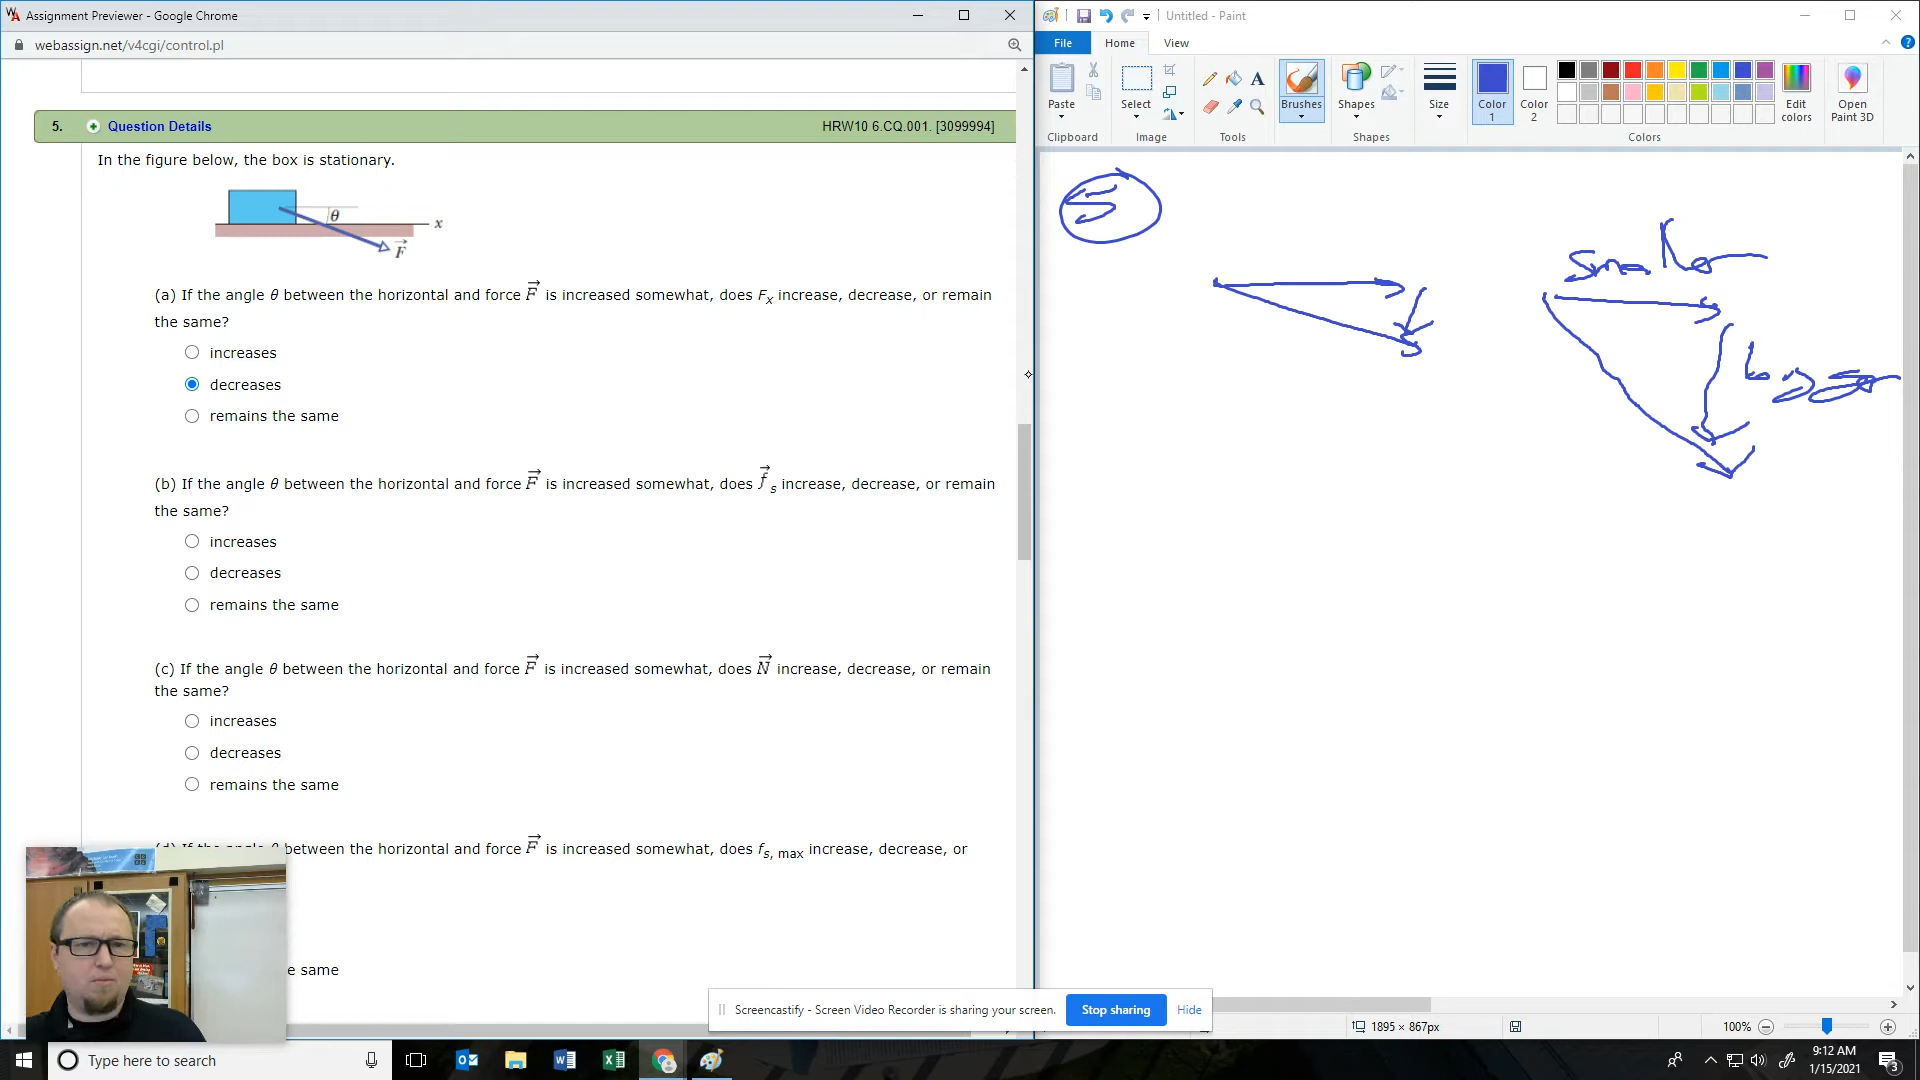 Assignment Previewer - Google Chrome
webassign.net/v4cgi/control.pl
5. Question Details HRW10 6.CQ.001. [3099994]
In the figure below, the box is stationary.
θ
x
F
(a) If the angle θ between the horizontal and force F is increased somewhat, does Fx increase, decrease, or remain
the same?
increases
decreases
remains the same
(b) If the angle θ between the horizontal and force F is increased somewhat, does fs increase, decrease, or remain
the same?
increases
decreases
remains the same
(c) If the angle θ between the horizontal and force F is increased somewhat, does N increase, decrease, or remain
the same?
increases
decreases
remains the same
between the horizontal and force F is increased somewhat, does fs, max increase, decrease, or
e same
Untitled - Paint
File Home View
Paste Select Brushes Shapes Size Color 1 Color 2 Edit colors Open Paint 3D
Clipboard Image Tools Shapes Colors
5
smaller
bigger
Screencastify - Screen Video Recorder is sharing your screen. Stop sharing Hide
1895 × 867px 100%
Type here to search
9:12 AM
1/15/2021
3